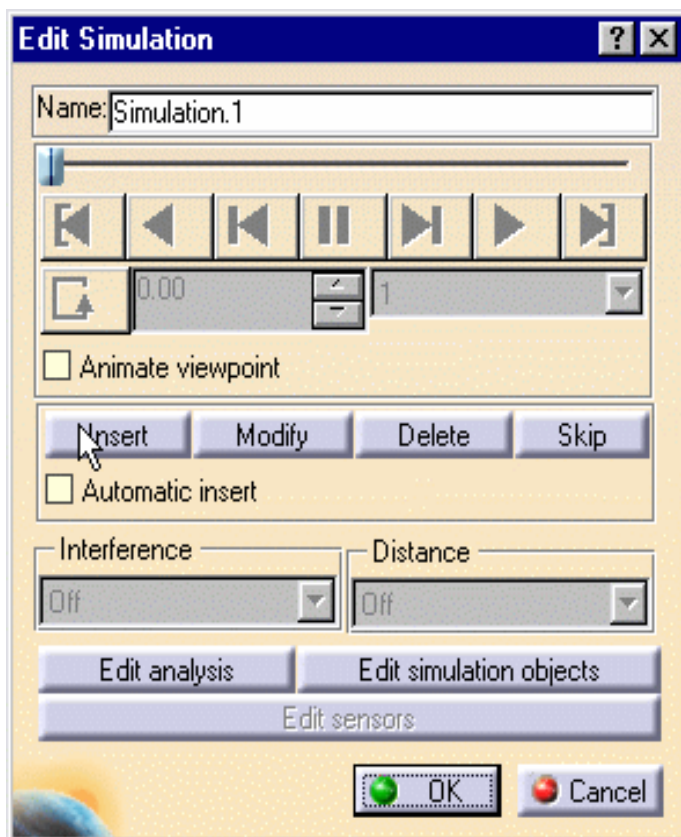 Edit Simulation
Name: Simulation.1
0.00 1
Animate viewpoint
Insert Modify Delete Skip
Automatic insert
Interference Distance
Off Off
Edit analysis Edit simulation objects
Edit sensors
OK Cancel